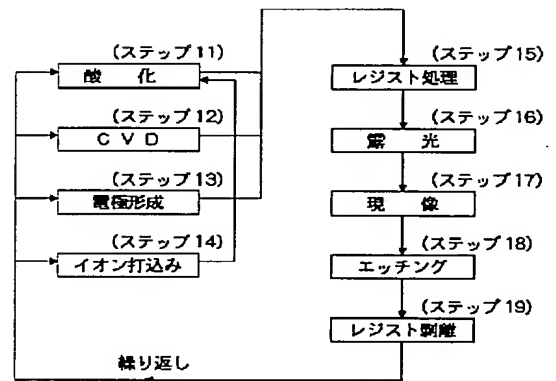 (ステップ11)
酸 化
(ステップ12)
C V D
(ステップ13)
電極形成
(ステップ14)
イオン打込み
(ステップ15)
レジスト処理
(ステップ16)
露 光
(ステップ17)
現 像
(ステップ18)
エッチング
(ステップ19)
レジスト剥離
繰り返し